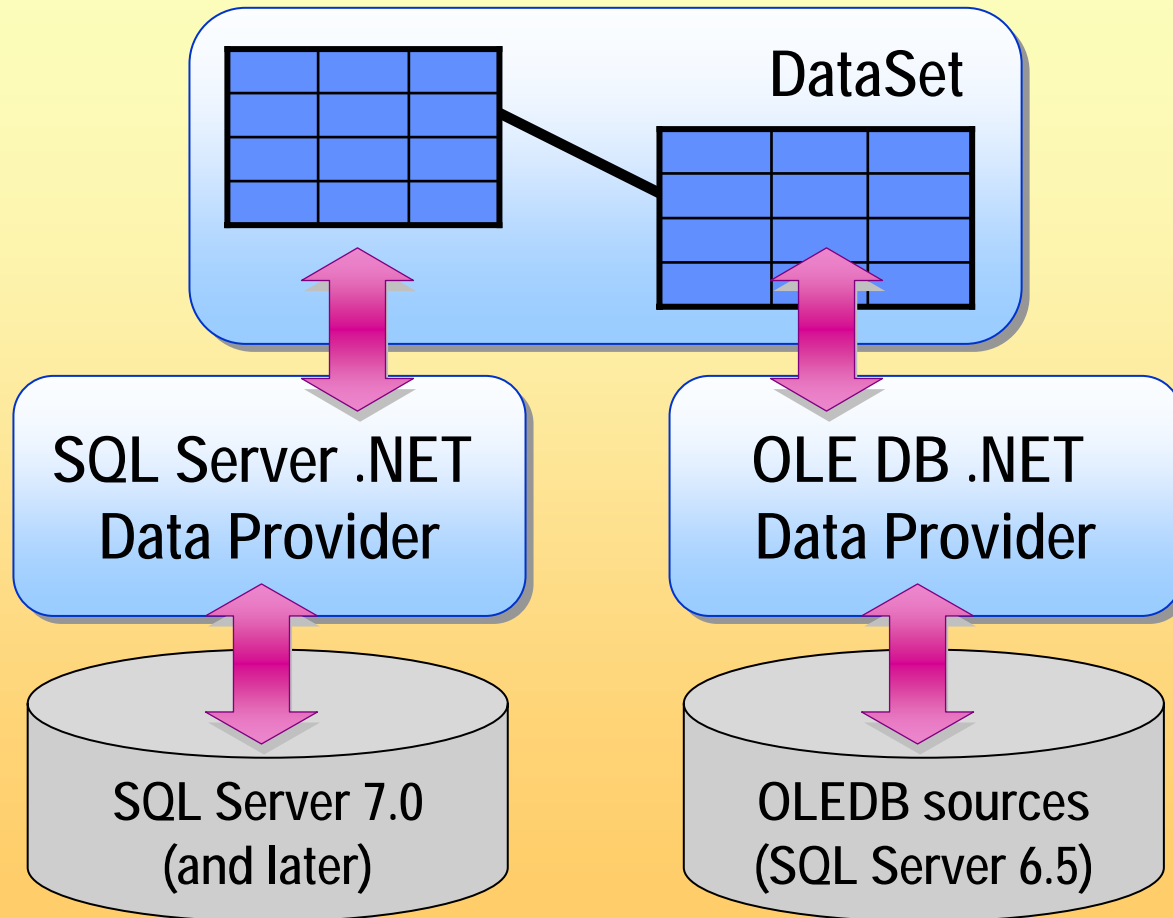 DataSet
SQL Server .NET
Data Provider
OLE DB .NET
Data Provider
SQL Server 7.0
(and later)
OLEDB sources
(SQL Server 6.5)